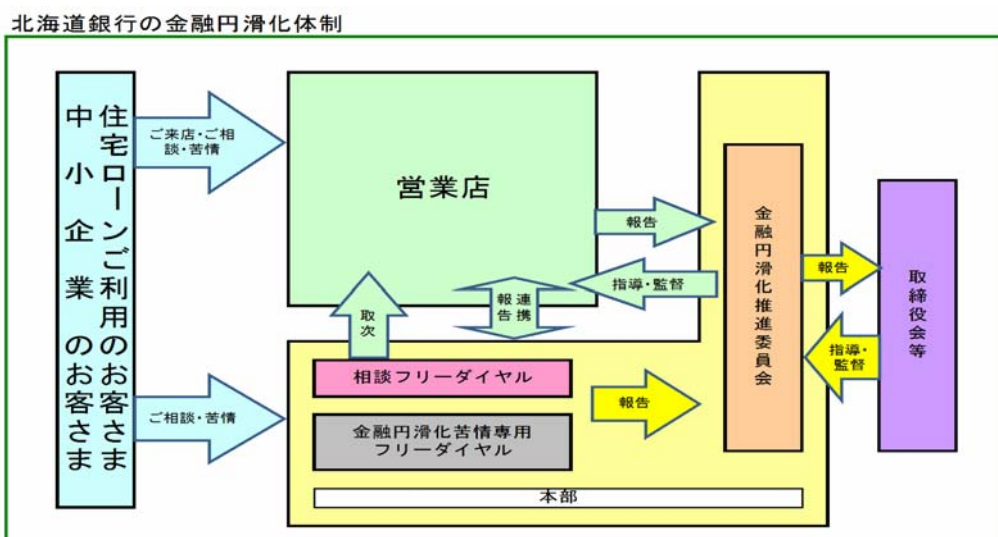 北海道銀行の金融円滑化体制
住宅ローンご利用のお客さま
中小企業のお客さま
ご来店・ご相
談・苦情
営業店
報告
指導・監督
取次
連携
報告
ご相談・苦情
相談フリーダイヤル
金融円滑化苦情専用
フリーダイヤル
報告
本部
金融円滑化推進委員会
報告
指導・
監督
取締役会等